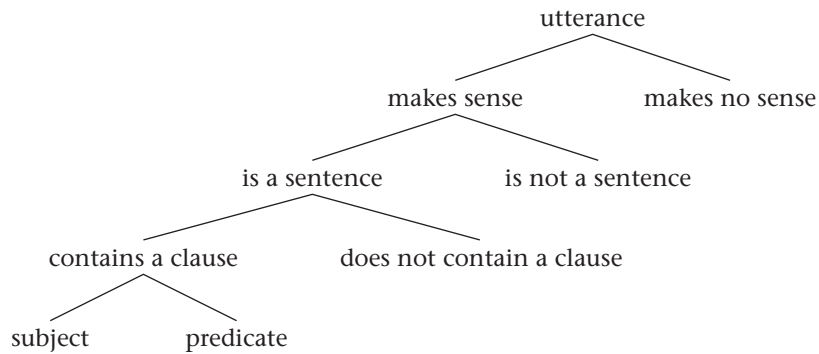 utterance
makes sense makes no sense
is a sentence is not a sentence
contains a clause does not contain a clause
subject predicate